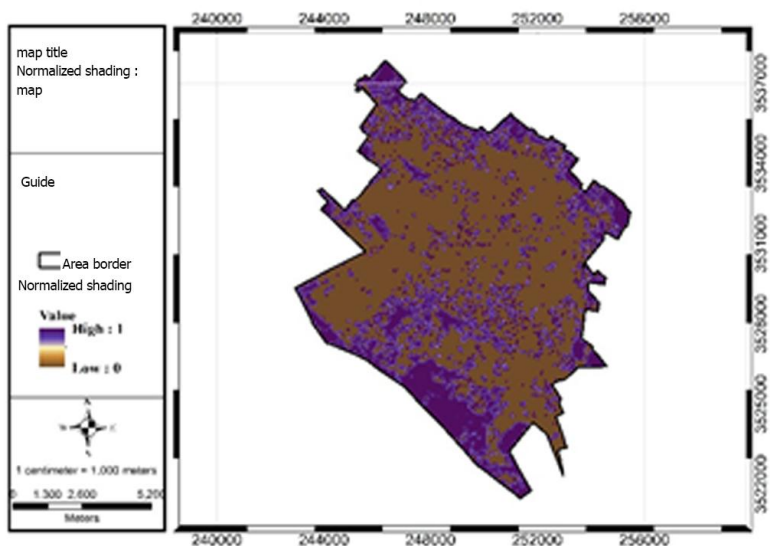 map title
Normalized shading :
map
Guide
Area border
Normalized shading
Value
High : 1
Low : 0
N
W E
S
1 centimeter = 1,000 meters
0 1.300 2.600 5.200
Meters
240000 244000 248000 252000 256000
3537000
3534000
3531000
3528000
3525000
3522000
240000 244000 248000 252000 256000